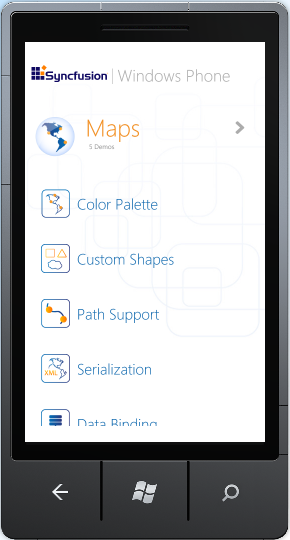 Syncfusion | Windows Phone
Maps
5 Demos
Color Palette
Custom Shapes
Path Support
XML
Serialization
Data Binding